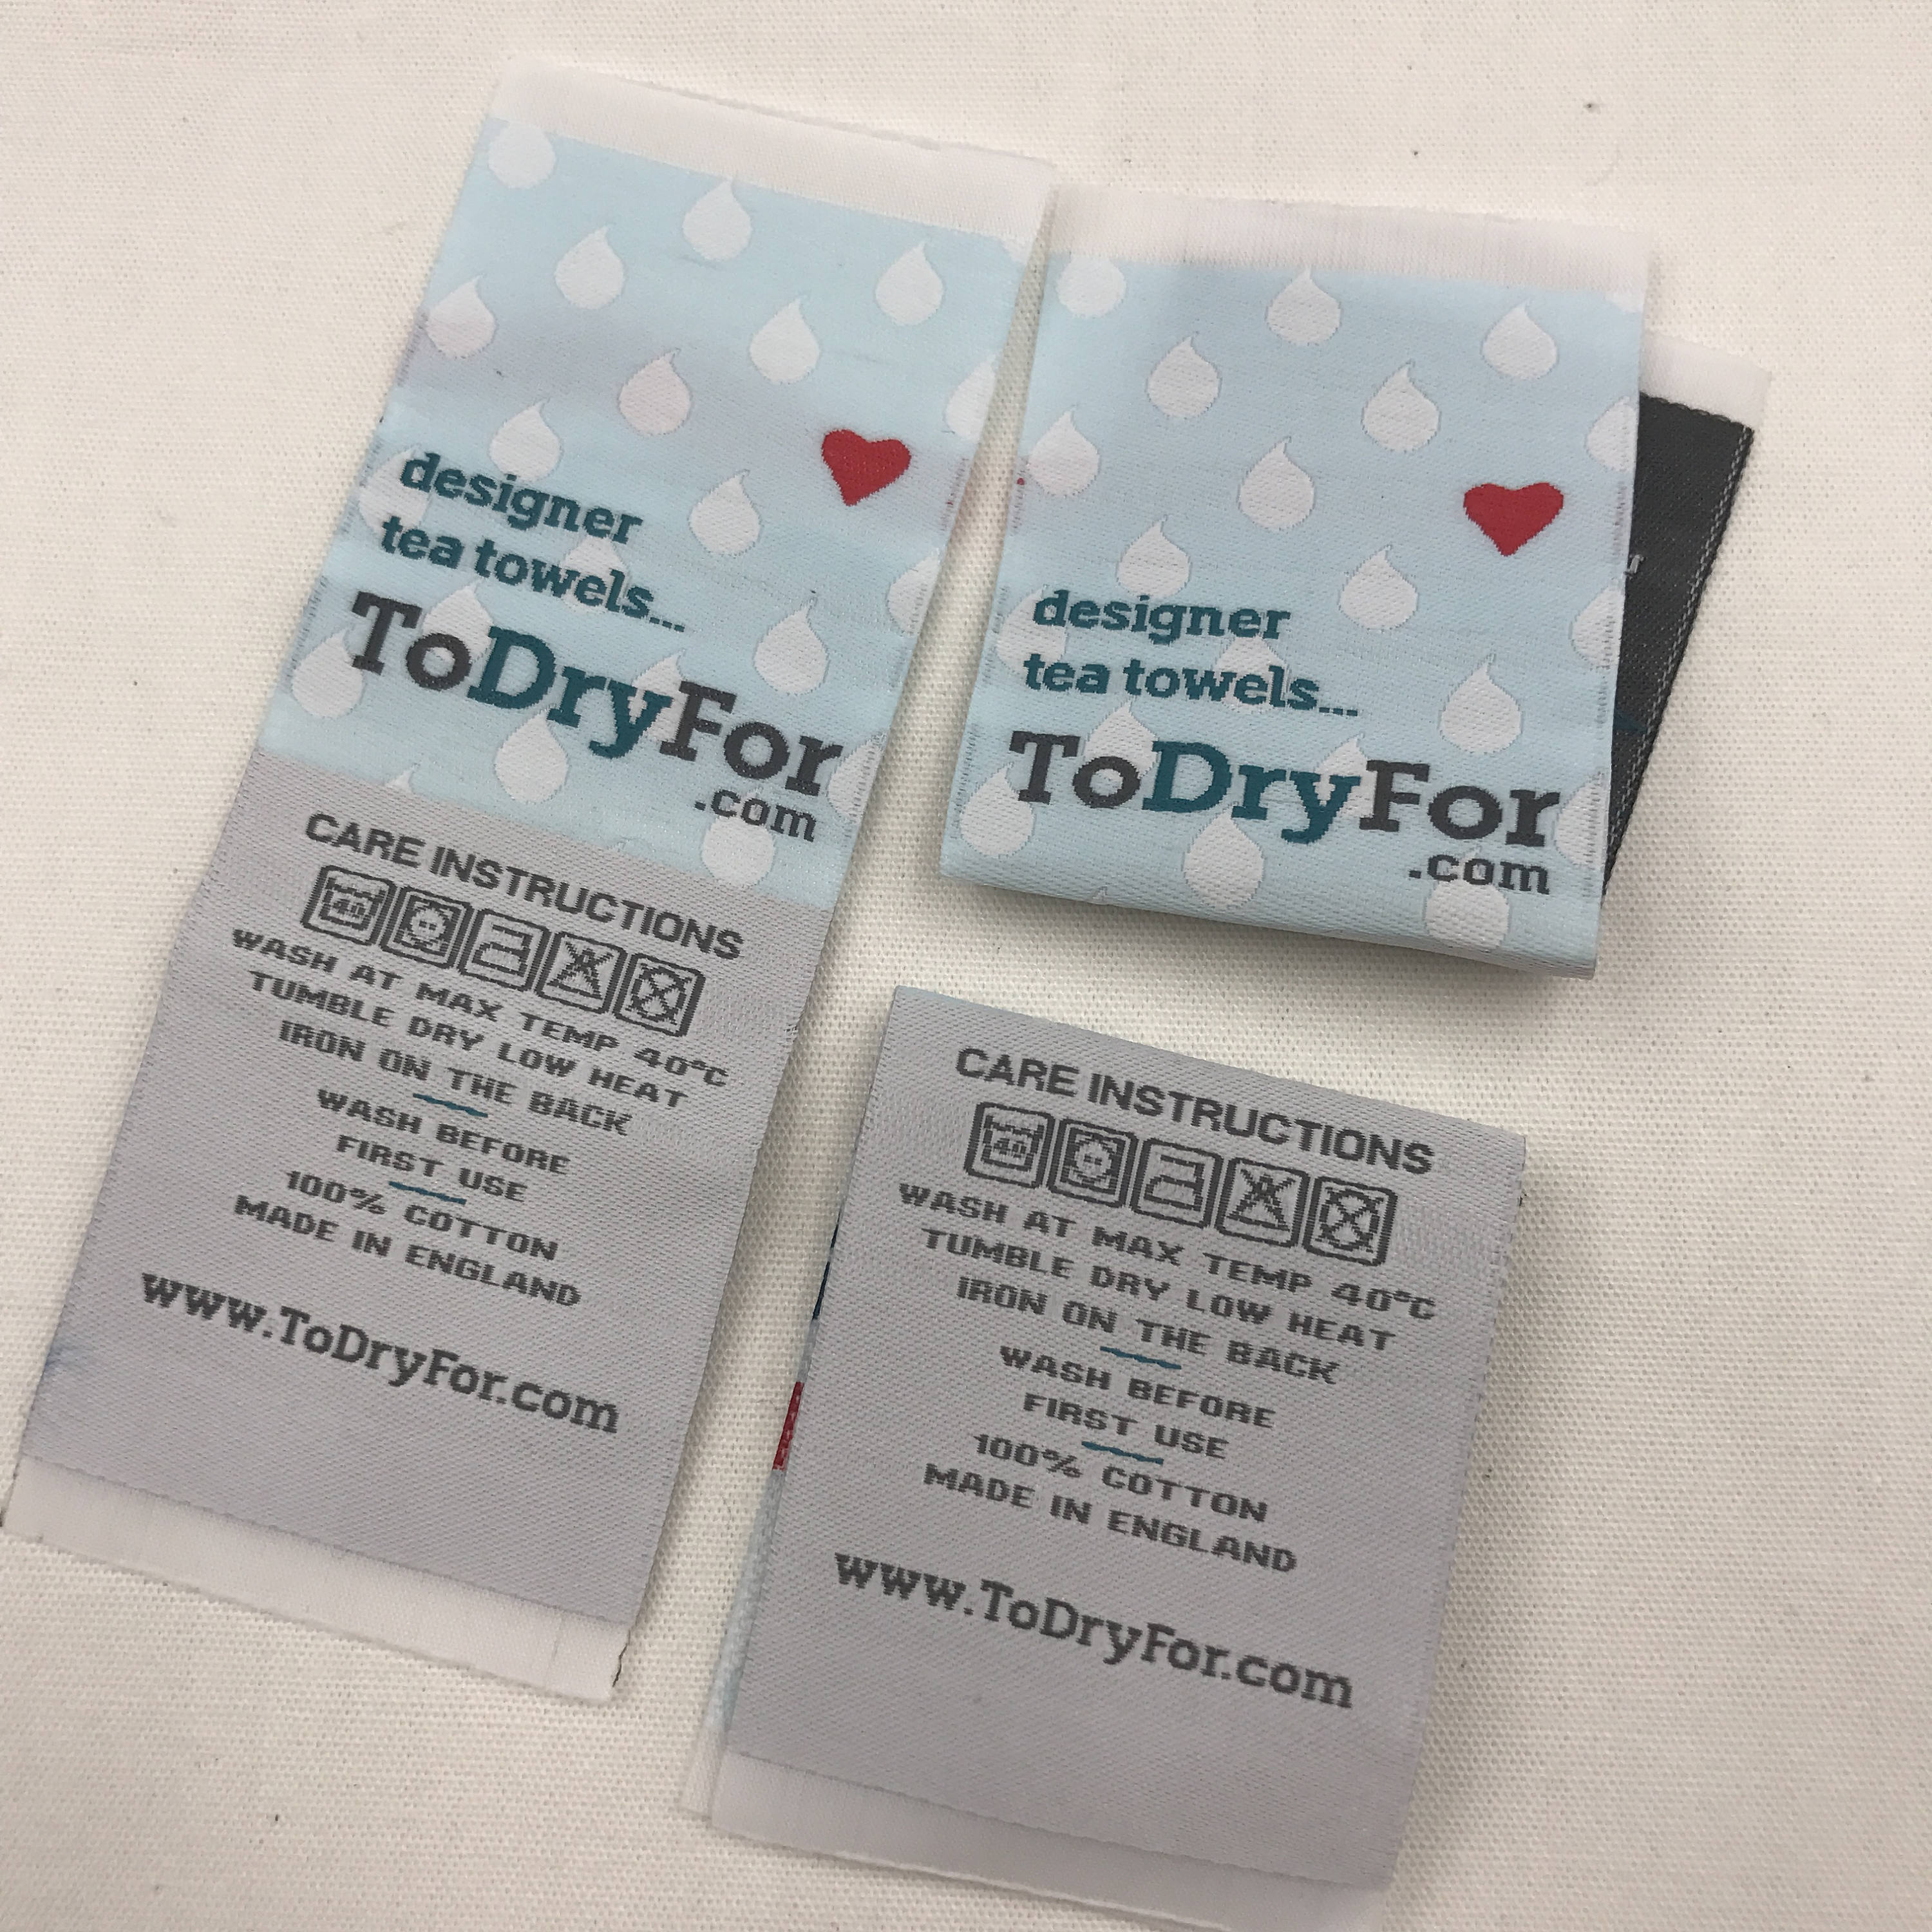 designer
tea towels...
ToDryFor
.com
CARE INSTRUCTIONS
40
WASH AT MAX TEMP 40°C
TUMBLE DRY LOW HEAT
IRON ON THE BACK
WASH BEFORE
FIRST USE
100% COTTON
MADE IN ENGLAND
www.ToDryFor.com
designer
tea towels...
ToDryFor
.com
CARE INSTRUCTIONS
40
WASH AT MAX TEMP 40°C
TUMBLE DRY LOW HEAT
IRON ON THE BACK
WASH BEFORE
FIRST USE
100% COTTON
MADE IN ENGLAND
www.ToDryFor.com